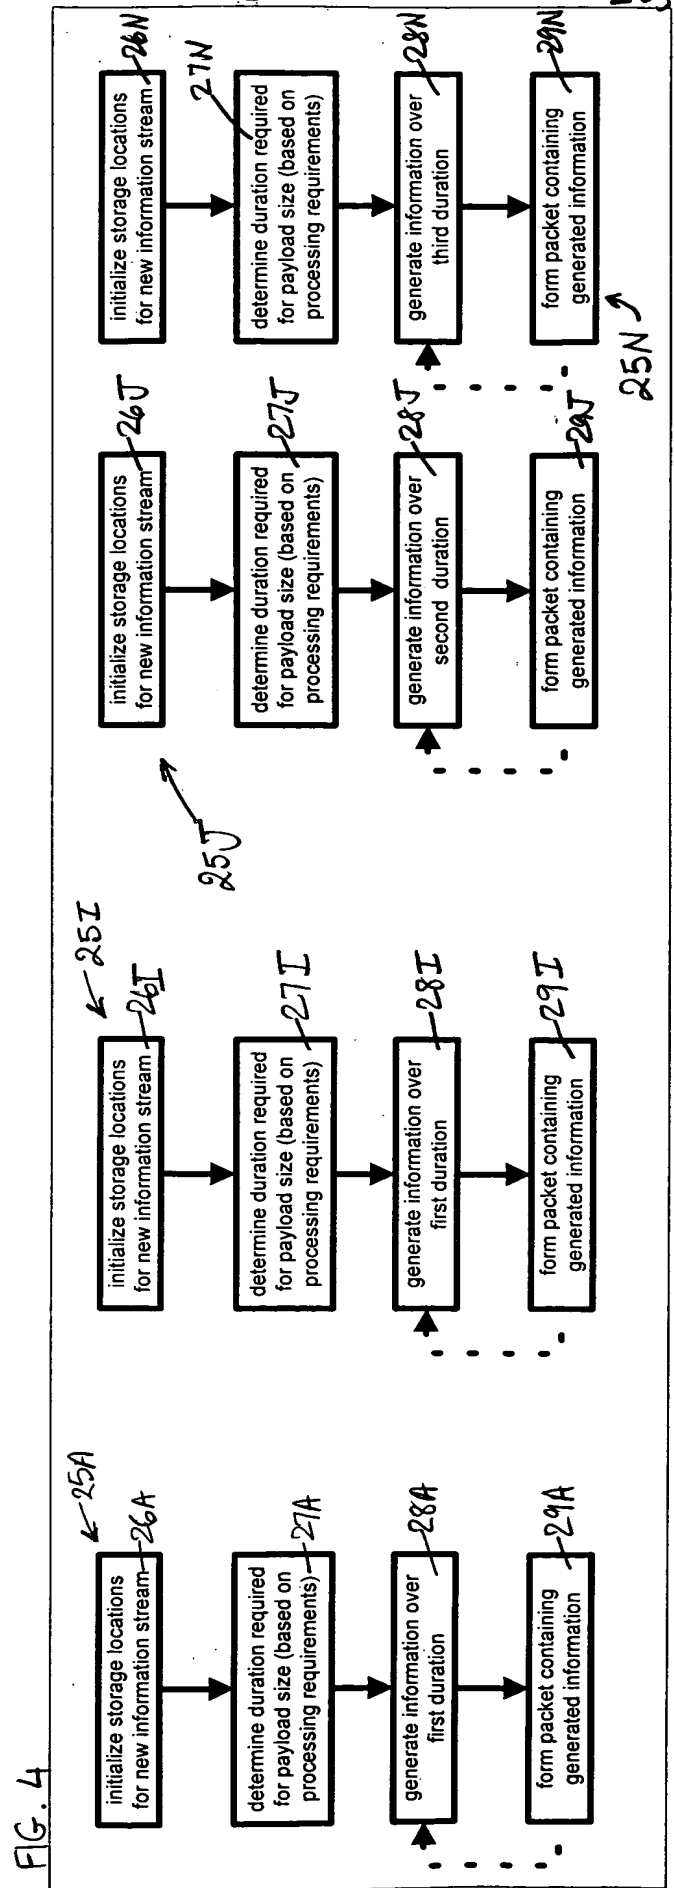 FIG. 4
25A
initialize storage locations
for new information stream
26A
determine duration required
for payload size (based on
processing requirements)
27A
generate information over
first duration
28A
form packet containing
generated information
29A
25I
initialize storage locations
for new information stream
26I
determine duration required
for payload size (based on
processing requirements)
27I
generate information over
first duration
28I
form packet containing
generated information
29I
25J
initialize storage locations
for new information stream
26J
determine duration required
for payload size (based on
processing requirements)
27J
generate information over
second duration
28J
form packet containing
generated information
29J
25N
initialize storage locations
for new information stream
26N
determine duration required
for payload size (based on
processing requirements)
27N
generate information over
third duration
28N
form packet containing
generated information
29N